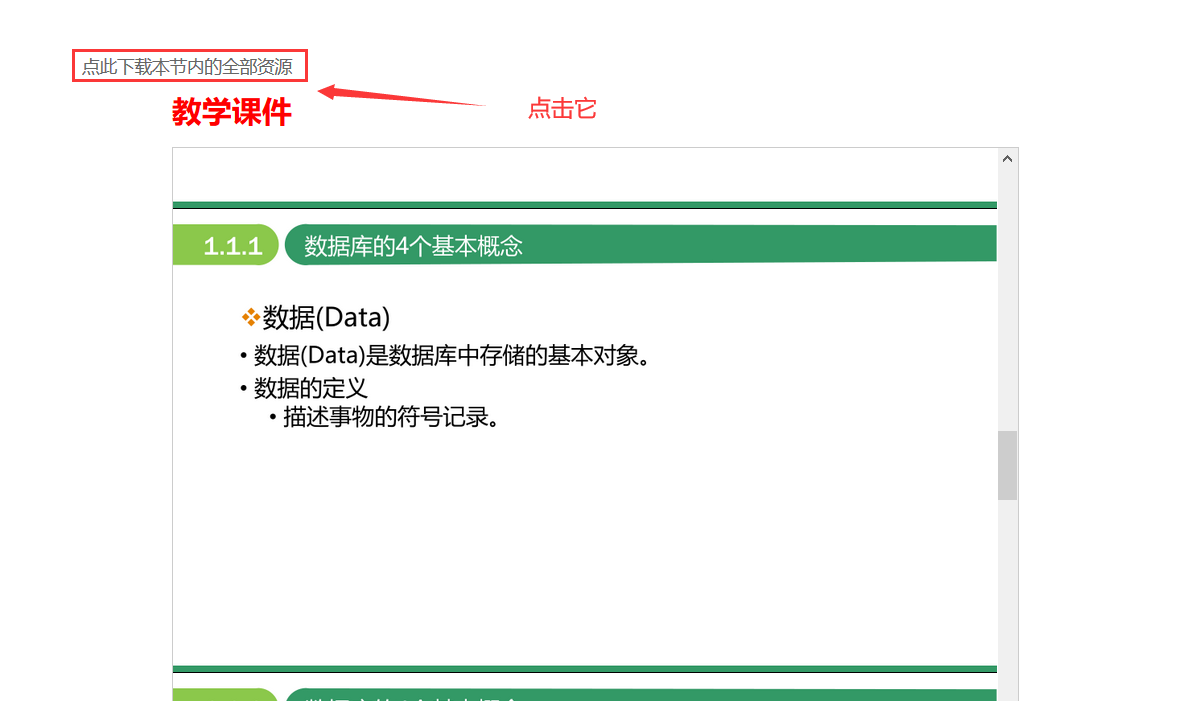 点此下载本节内的全部资源
教学课件
点击它
1.1.1 数据库的4个基本概念
❖数据(Data)
• 数据(Data)是数据库中存储的基本对象。
• 数据的定义
• 描述事物的符号记录。